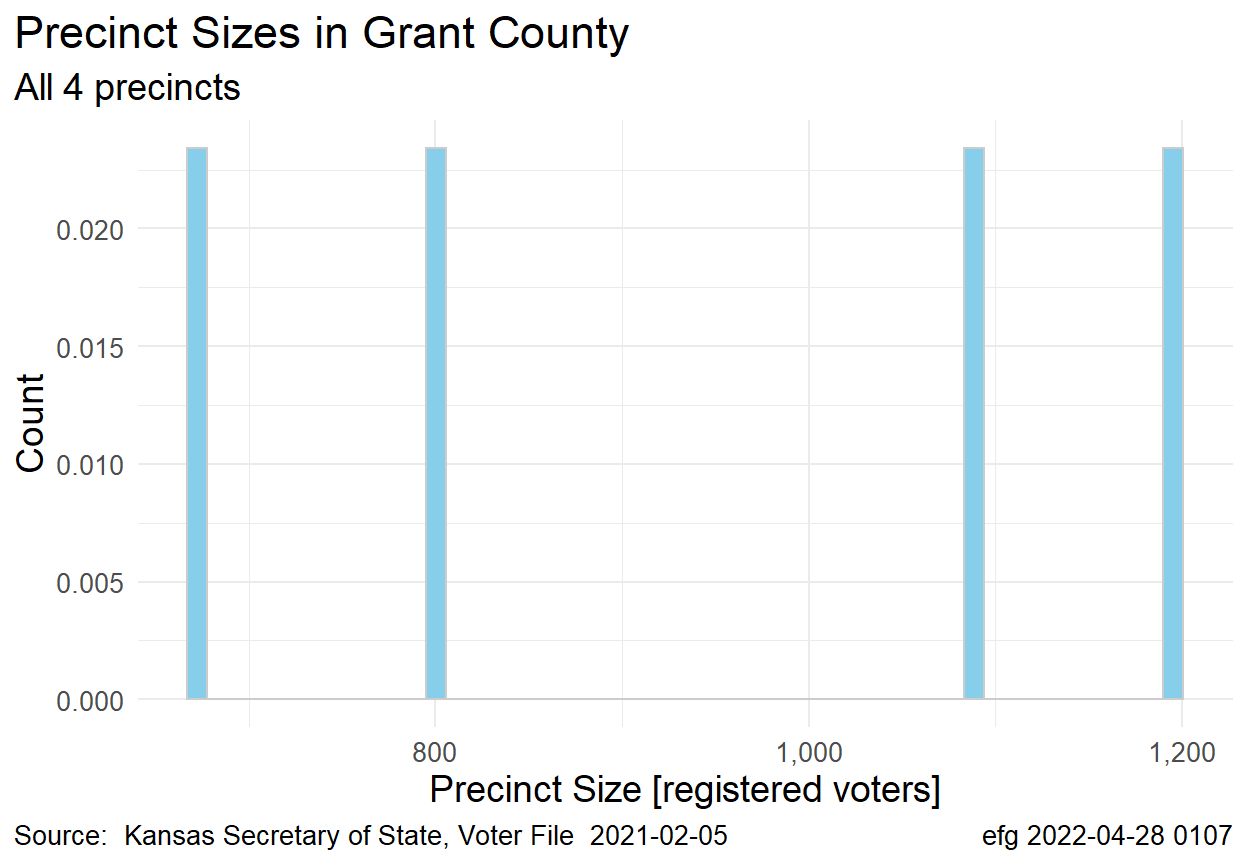 Precinct Sizes in Grant County
All 4 precincts
0.020
0.015
0.010
0.005
0.000
Count
800 1,000 1,200
Precinct Size [registered voters]
Source:  Kansas Secretary of State, Voter File  2021-02-05 efg 2022-04-28 0107